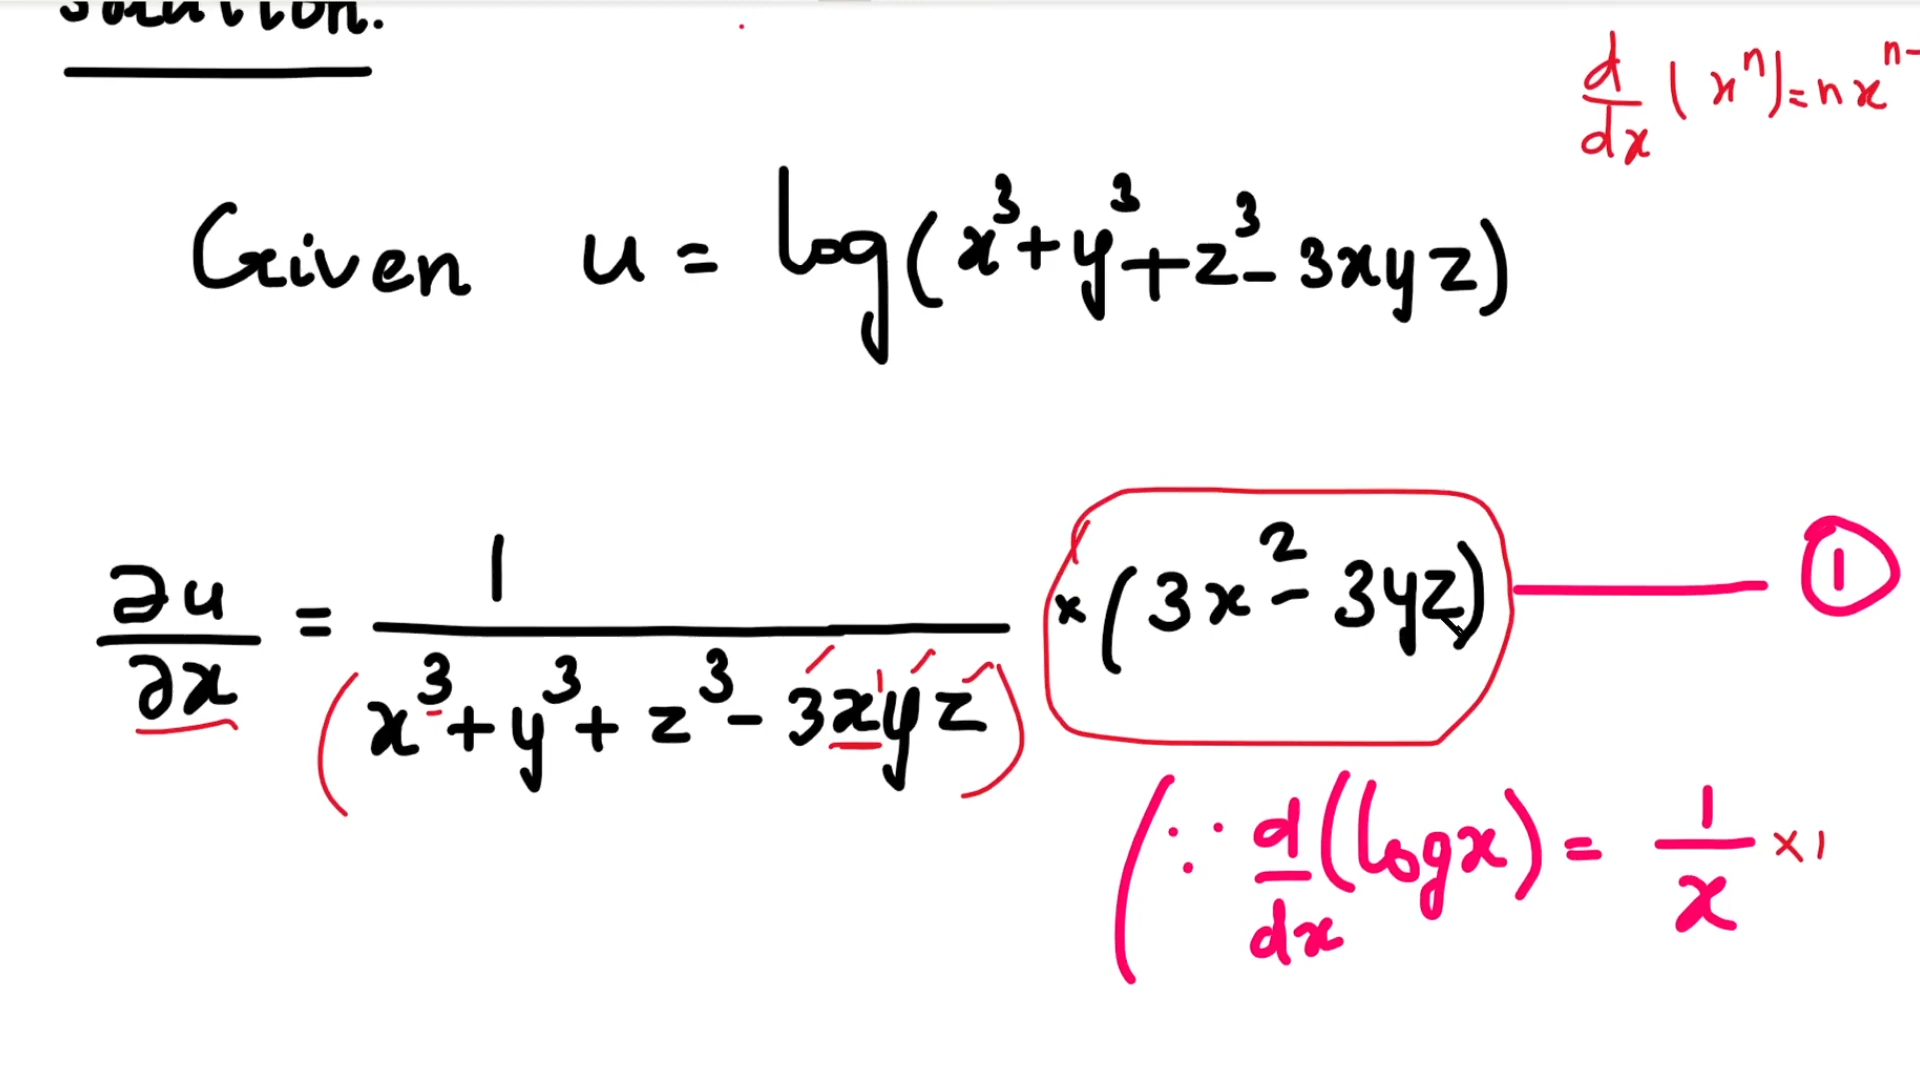 solution.
d/dx (xⁿ) = nxⁿ⁻
Given u = log(x³+y³+z³-3xyz)
∂u/∂x = 1/(x³+y³+z³-3xyz) × (3x²-3yz) ——— ①
(∵ d/dx (logx) = 1/x ×1